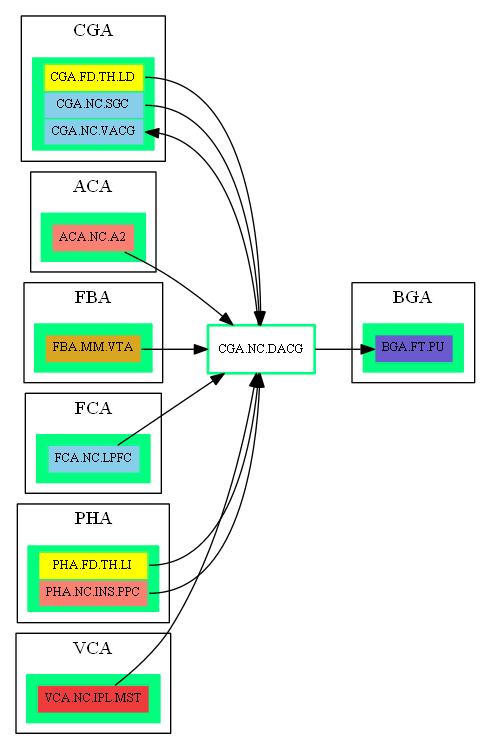 CGA
CGA.FD.TH.LD
CGA.NC.SGC
CGA.NC.VACG
ACA
ACA.NC.A2
FBA
FBA.MM.VTA
CGA.NC.DACG
BGA
BGA.FT.PU
FCA
FCA.NC.LPFC
PHA
PHA.FD.TH.LI
PHA.NC.INS.PPC
VCA
VCA.NC.IPL.MST